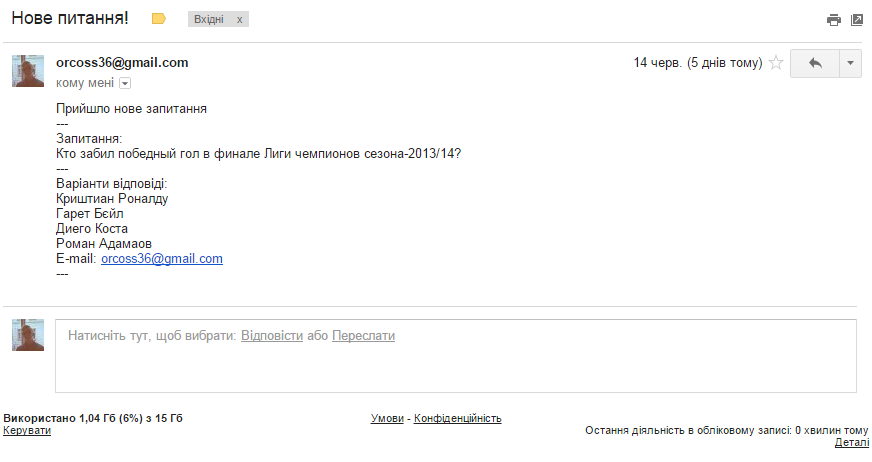 Нове питання!
Вхідні x
orcoss36@gmail.com
14 черв. (5 днів тому)
кому мені
Прийшло нове запитання
---
Запитання:
Кто забил победный гол в финале Лиги чемпионов сезона-2013/14?
---
Варіанти відповіді:
Криштиан Роналду
Гарет Бєйл
Диего Коста
Роман Адамаов
E-mail: orcoss36@gmail.com
---
Натисніть тут, щоб вибрати: Відповісти або Переслати
Використано 1,04 Гб (6%) з 15 Гб
Керувати
Умови - Конфіденційність
Остання діяльність в обліковому записі: 0 хвилин тому
Деталі